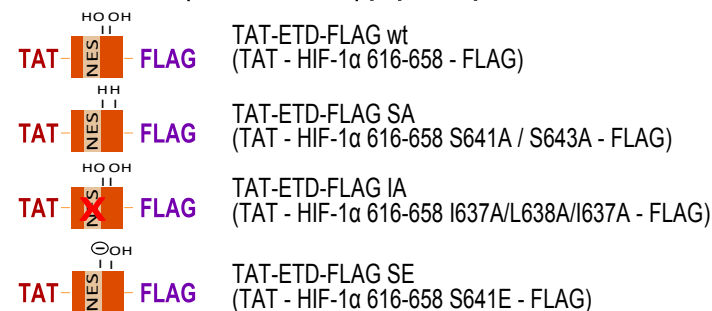 HO OH
TAT NES FLAG
TAT-ETD-FLAG wt
(TAT - HIF-1α 616-658 - FLAG)
H H
TAT NES FLAG
TAT-ETD-FLAG SA
(TAT - HIF-1α 616-658 S641A / S643A - FLAG)
HO OH
TAT NES X FLAG
TAT-ETD-FLAG IA
(TAT - HIF-1α 616-658 I637A/L638A/I637A - FLAG)
⊖OH
TAT NES FLAG
TAT-ETD-FLAG SE
(TAT - HIF-1α 616-658 S641E - FLAG)